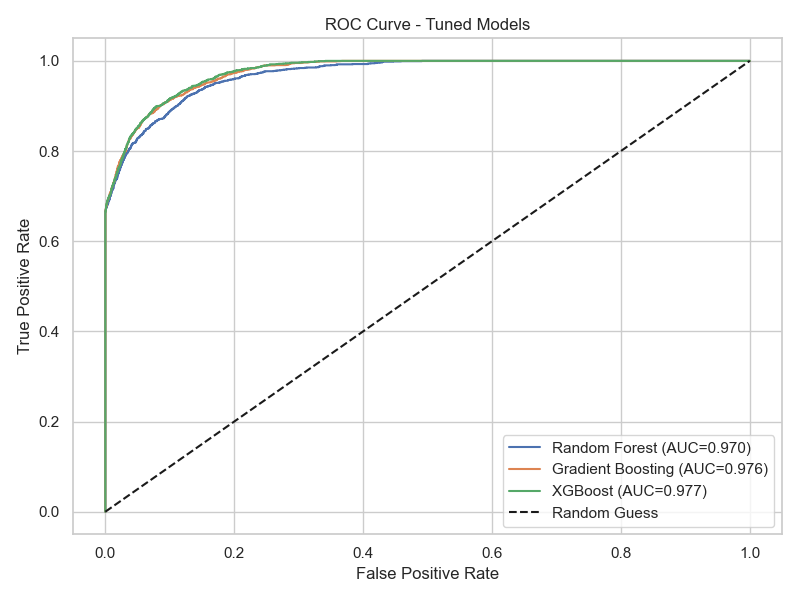 ROC Curve - Tuned Models
True Positive Rate
1.0
0.8
0.6
0.4
0.2
0.0
0.0 0.2 0.4 0.6 0.8 1.0
False Positive Rate
Random Forest (AUC=0.970)
Gradient Boosting (AUC=0.976)
XGBoost (AUC=0.977)
Random Guess